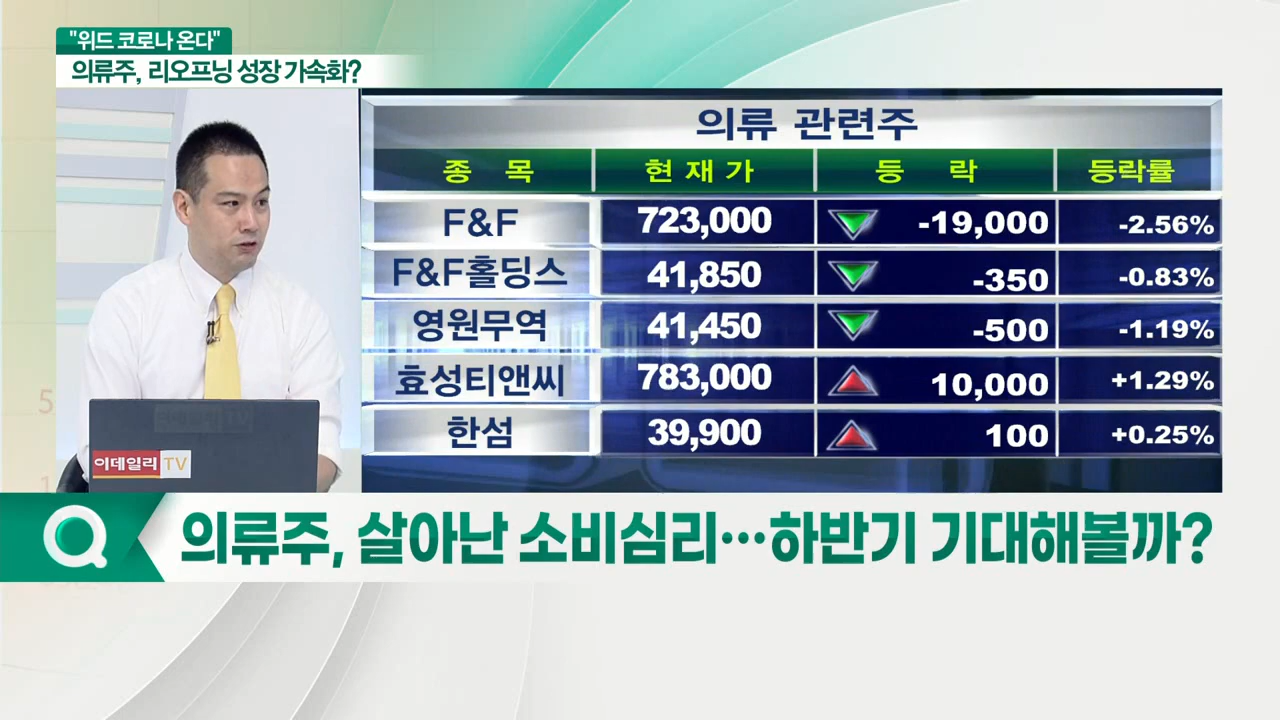 "위드 코로나 온다"
의류주, 리오프닝 성장 가속화?
의류 관련주
종 목 현 재 가 등 락 등락률
F&F 723,000 -19,000 -2.56%
F&F홀딩스 41,850 -350 -0.83%
영원무역 41,450 -500 -1.19%
효성티앤씨 783,000 10,000 +1.29%
한섬 39,900 100 +0.25%
이데일리 TV
Q 의류주, 살아난 소비심리…하반기 기대해볼까?